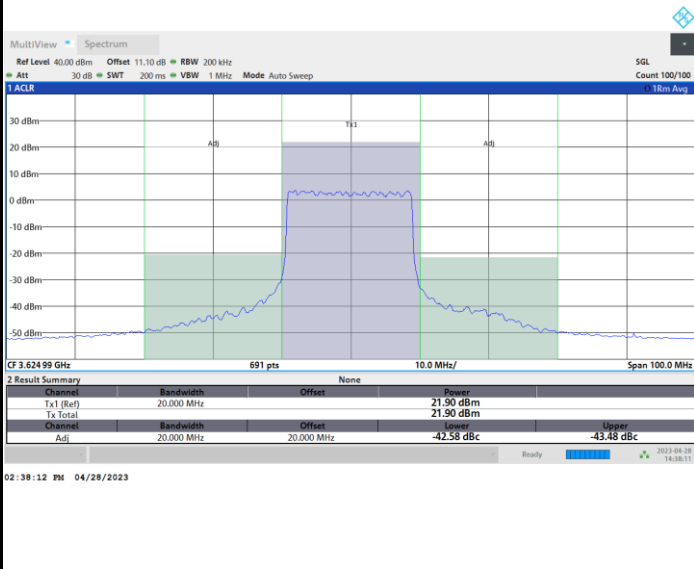 MultiView Spectrum
Ref Level 40.00 dBm Offset 11.10 dB RBW 200 kHz SGL
Att 30 dB SWT 200 ms VBW 1 MHz Mode Auto Sweep Count 100/100
1 ACLR 1Rm Avg
Tx1
Adj Adj
30 dBm
20 dBm
10 dBm
0 dBm
-10 dBm
-20 dBm
-30 dBm
-40 dBm
-50 dBm
CF 3.624 99 GHz 691 pts 10.0 MHz/ Span 100.0 MHz
2 Result Summary None
Channel Bandwidth Offset Power
Tx1 (Ref) 20.000 MHz 21.90 dBm
Tx Total 21.90 dBm
Channel Bandwidth Offset Lower Upper
Adj 20.000 MHz 20.000 MHz -42.58 dBc -43.48 dBc
Ready 2023-04-28
14:38:11
02:38:12 PM 04/28/2023